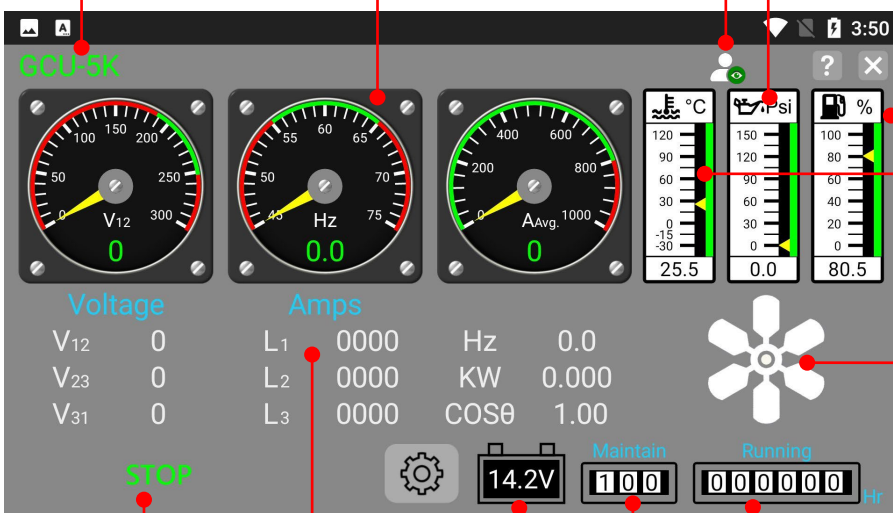 A
3:50
GCU-5K
?
0 50 100 150 200 250 300
V12
0
45 50 55 60 65 70 75
Hz
0.0
0 200 400 600 800 1000
AAvg.
0
°C
120
90
60
30
0
-15
-30
25.5
Psi
150
120
90
60
30
0
0.0
%
100
80
60
40
20
0
80.5
Voltage Amps
V12 0 L1 0000 Hz 0.0
V23 0 L2 0000 KW 0.000
V31 0 L3 0000 COSθ 1.00
Maintain Running
STOP 14.2V 100 000000 Hr